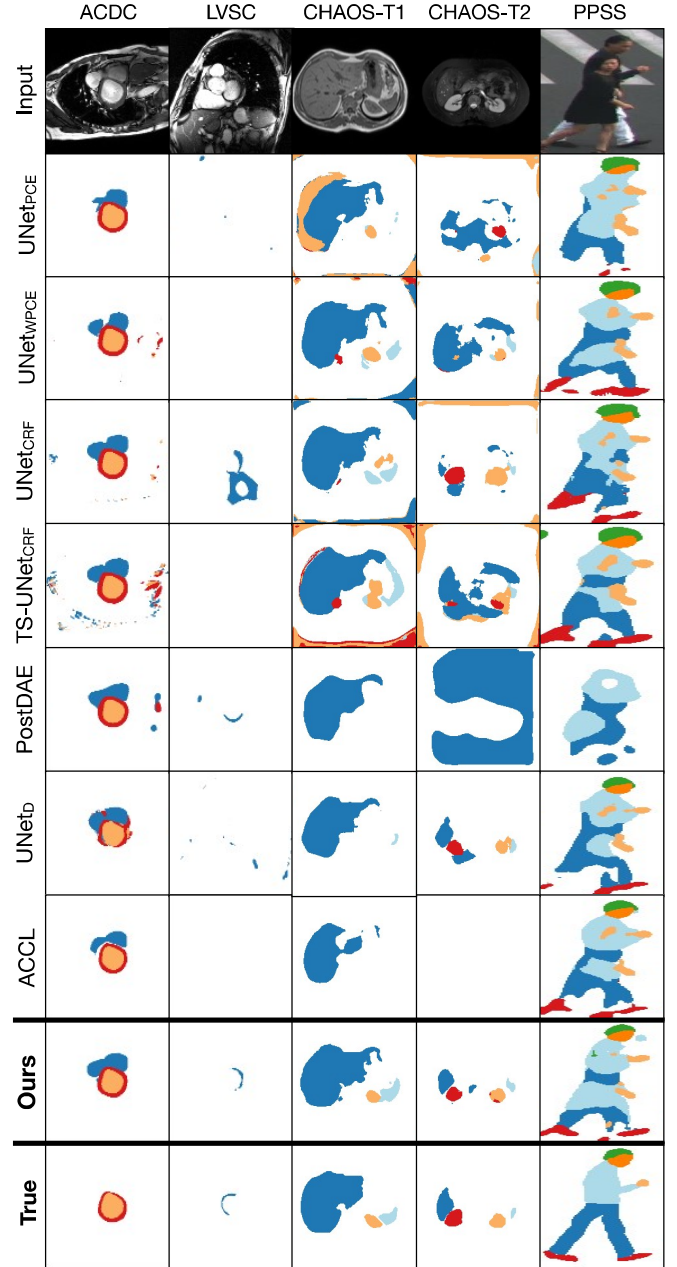 ACDC LVSC CHAOS-T1 CHAOS-T2 PPSS
Input
UNetPCE
UNetWPCE
UNetCRF
TS-UNetCRF
PostDAE
UNetD
ACCL
Ours
True